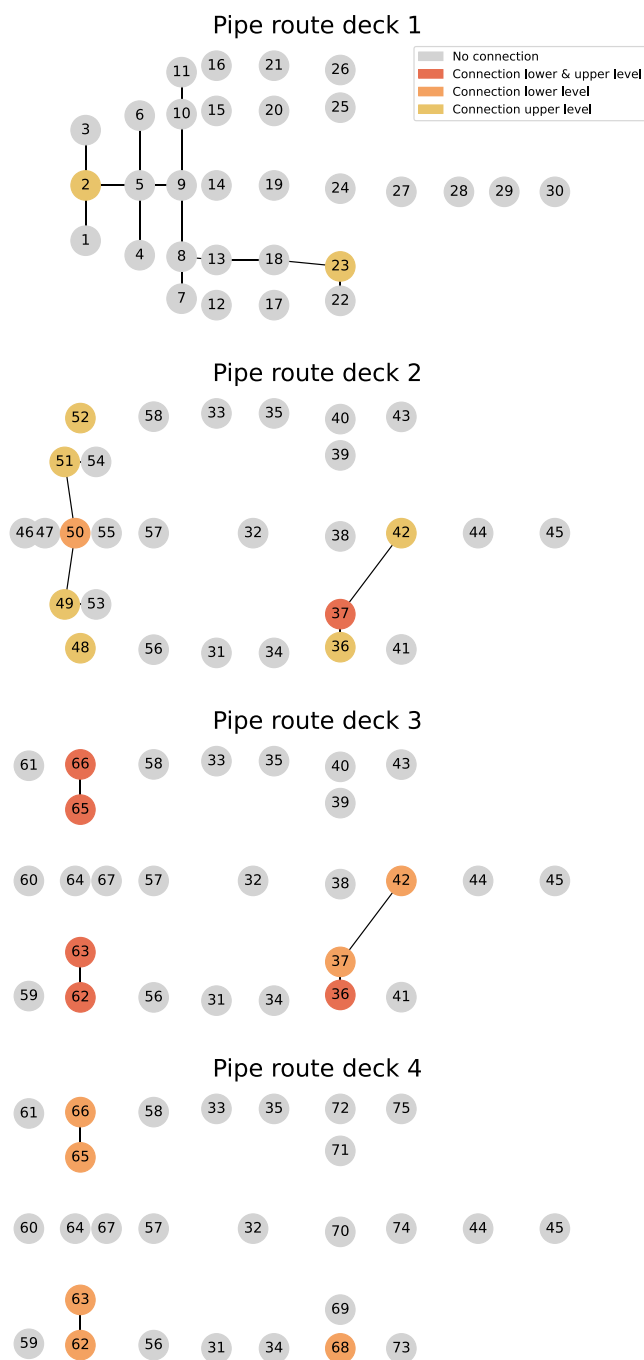 Pipe route deck 1
No connection
Connection lower & upper level
Connection lower level
Connection upper level
11 16 21 26
3 6 10 15 20 25
2 5 9 14 19 24 27 28 29 30
1 4 8 13 18 23
7 12 17 22
Pipe route deck 2
52 58 33 35 40 43
51 54 39
46 47 50 55 57 32 38 42 44 45
49 53 37
48 56 31 34 36 41
Pipe route deck 3
61 66 58 33 35 40 43
65 39
60 64 67 57 32 38 42 44 45
63 37
59 62 56 31 34 36 41
Pipe route deck 4
61 66 58 33 35 72 75
65 71
60 64 67 57 32 70 74 44 45
63 69
59 62 56 31 34 68 73